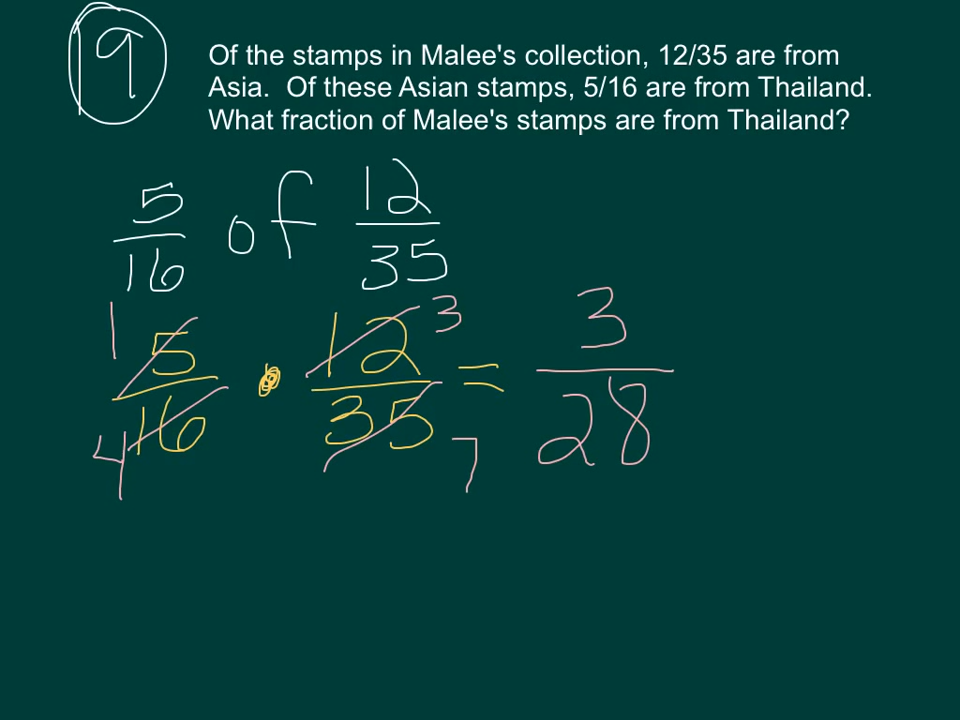 19
Of the stamps in Malee's collection, 12/35 are from
Asia. Of these Asian stamps, 5/16 are from Thailand.
What fraction of Malee's stamps are from Thailand?
5/16 of 12/35
1 3
5/16 · 12/35 = 3/28
4 7